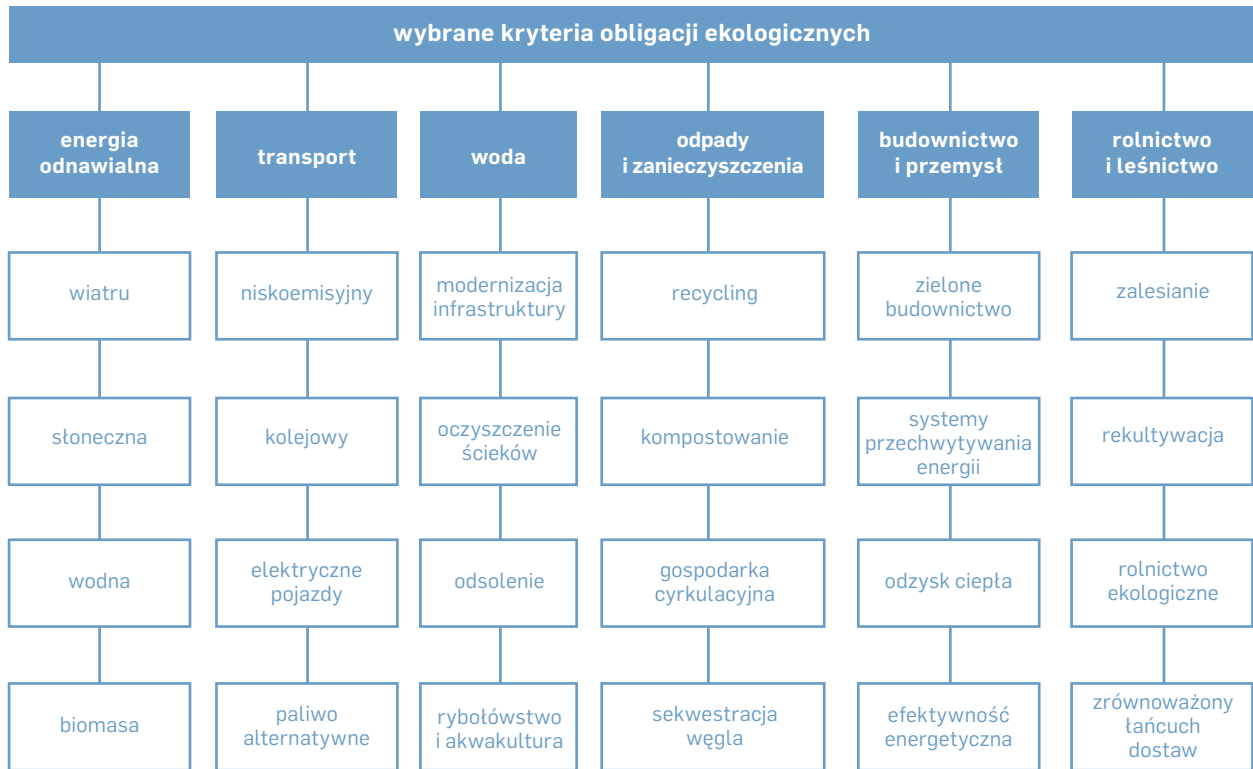 wybrane kryteria obligacji ekologicznych
energia
odnawialna
transport
woda
odpady
i zanieczyszczenia
budownictwo
i przemysł
rolnictwo
i leśnictwo
wiatru
niskoemisyjny
modernizacja
infrastruktury
recycling
zielone
budownictwo
zalesianie
słoneczna
kolejowy
oczyszczenie
ścieków
kompostowanie
systemy
przechwytywania
energii
rekultywacja
wodna
elektryczne
pojazdy
odsolenie
gospodarka
cyrkulacyjna
odzysk ciepła
rolnictwo
ekologiczne
biomasa
paliwo
alternatywne
rybołówstwo
i akwakultura
sekwestracja
węgla
efektywność
energetyczna
zrównoważony
łańcuch
dostaw